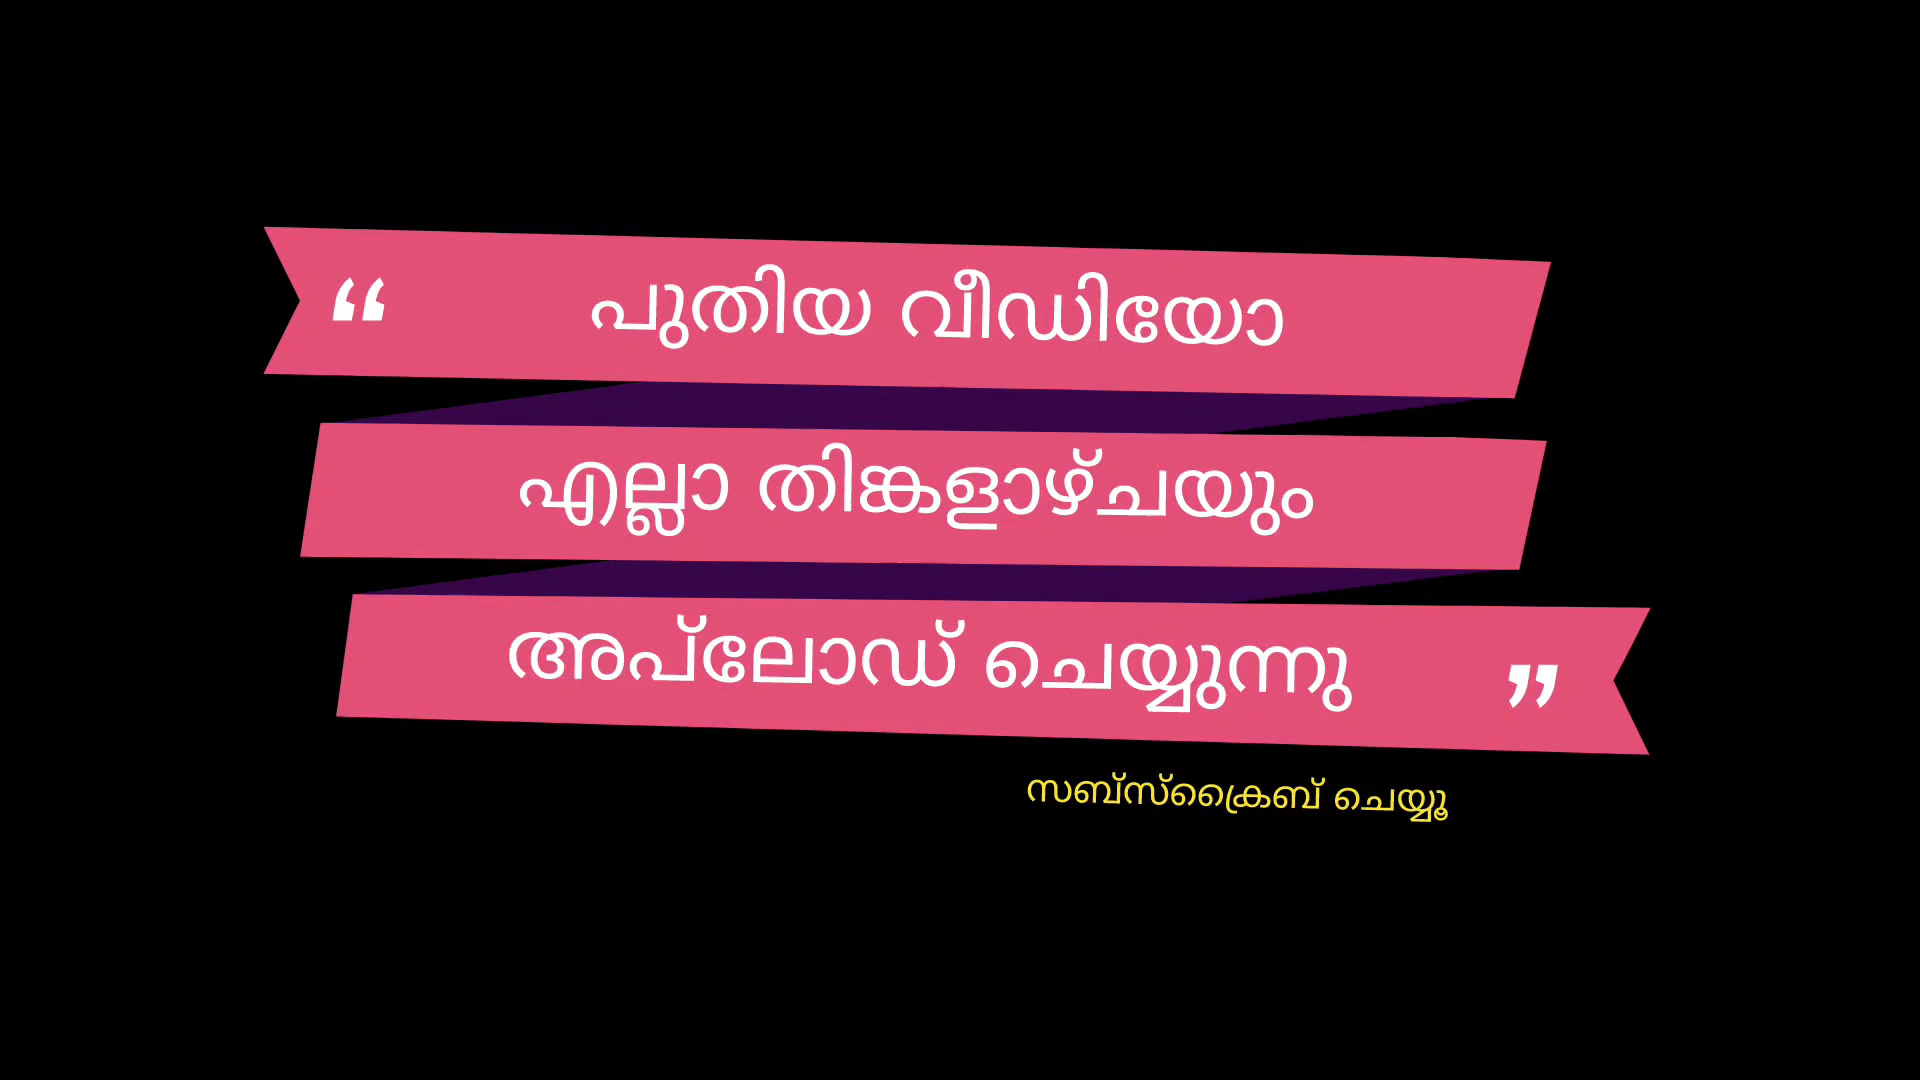 “ പുതിയ വീഡിയോ
എല്ലാ തിങ്കളാഴ്ചയും
അപ്‌ലോഡ് ചെയ്യുന്നു ”
സബ്സ്ക്രൈബ് ചെയ്യൂ